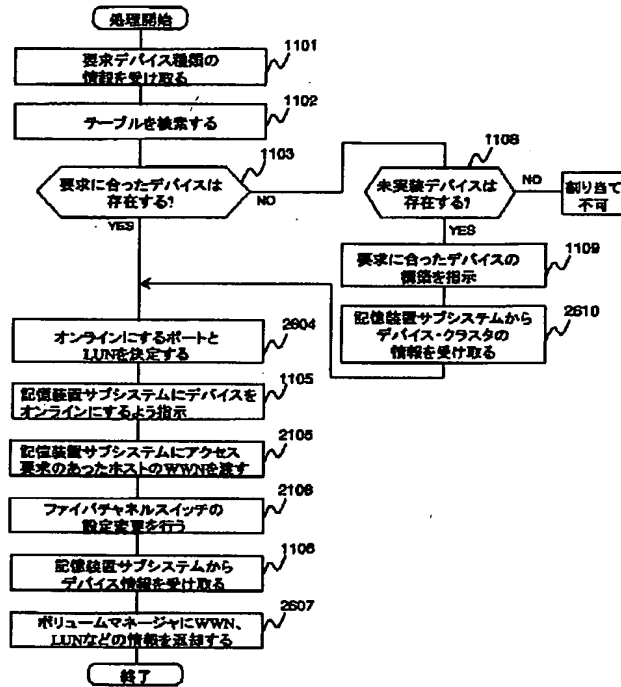 処理開始
1101
要求デバイス種類の
情報を受け取る
1102
テーブルを検索する
1103
要求に合ったデバイスは
存在する?
NO
YES
1108
未実装デバイスは
存在する?
NO
割り当て
不可
YES
1109
要求に合ったデバイスの
構築を指示
2610
記憶装置サブシステムから
デバイス・クラスタの
情報を受け取る
2604
オンラインにするポートと
LUNを決定する
1105
記憶装置サブシステムにデバイスを
オンラインにするよう指示
2105
記憶装置サブシステムにアクセス
要求のあったホストのWWNを渡す
2106
ファイバチャネルスイッチの
設定変更を行う
1106
記憶装置サブシステムから
デバイス情報を受け取る
2607
ボリュームマネージャにWWN、
LUNなどの情報を返却する
終了